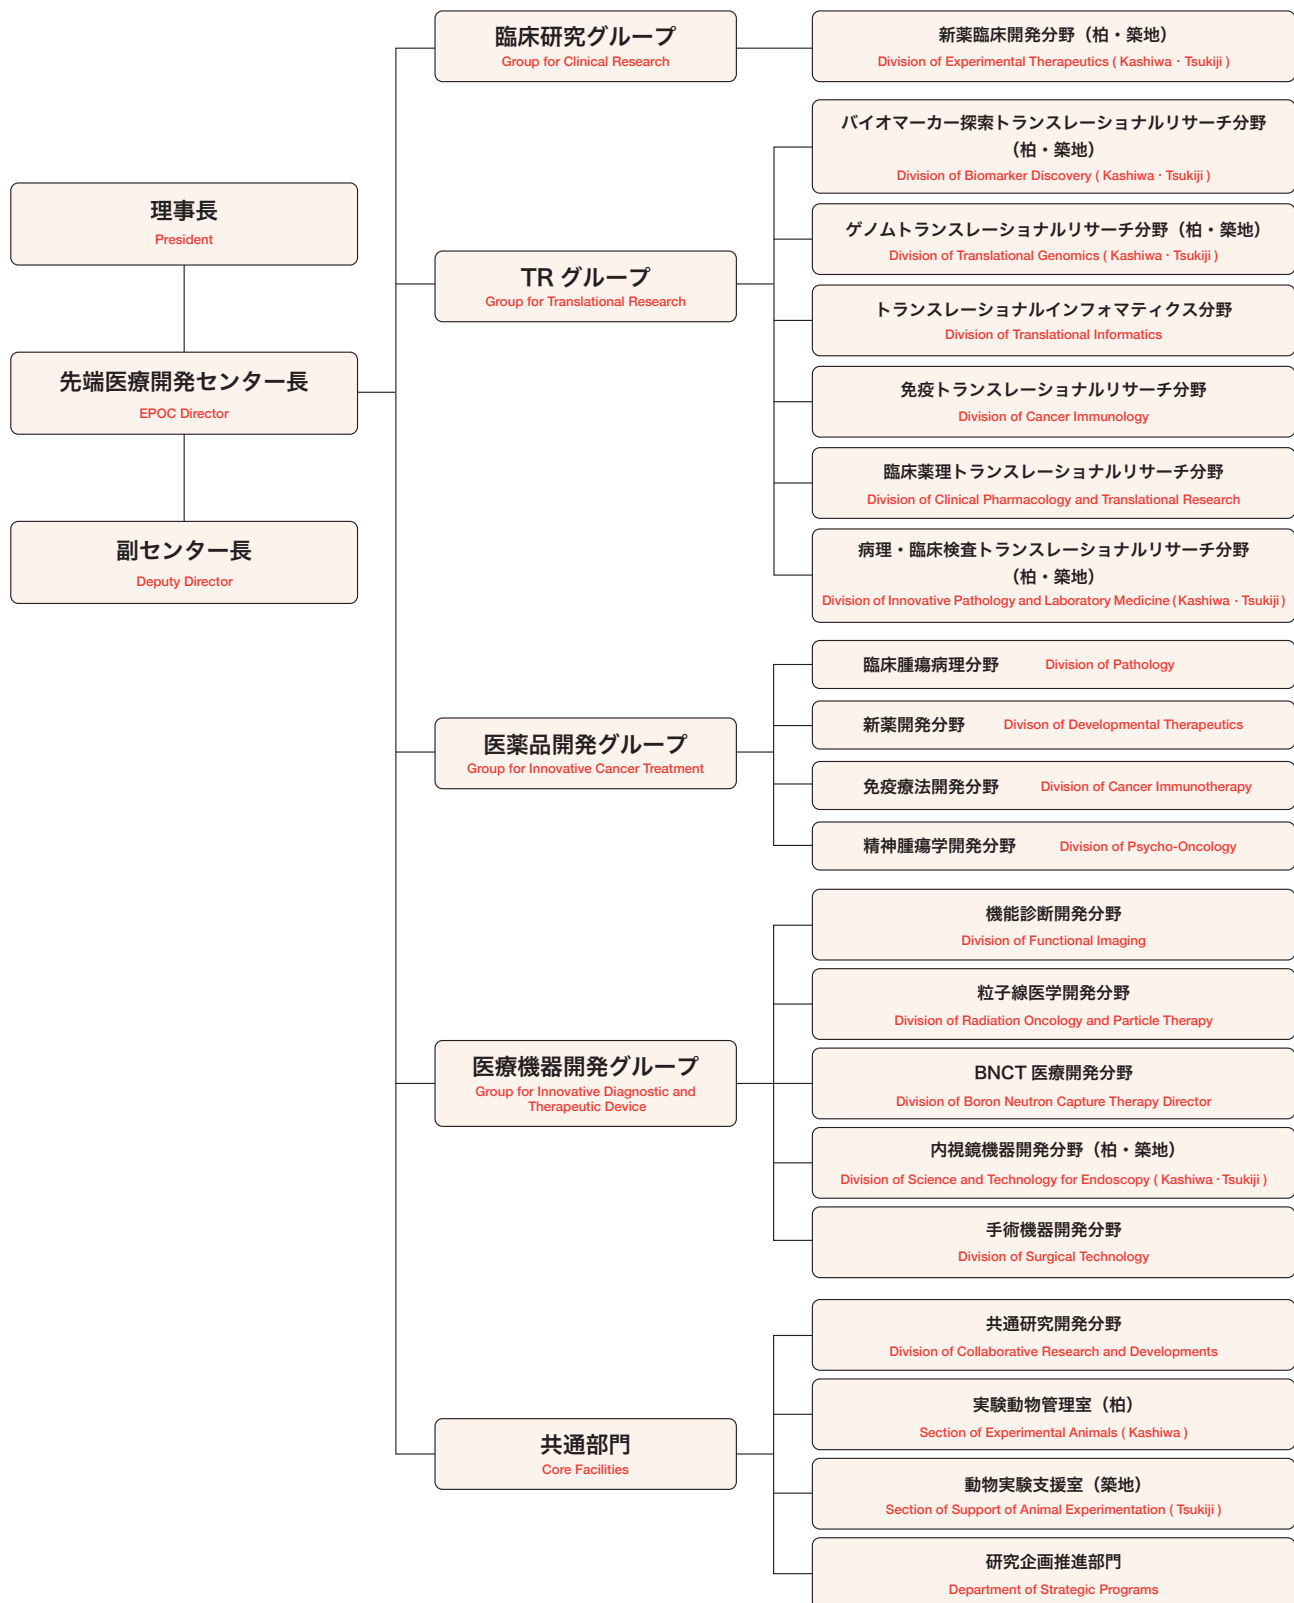 理事長
President
先端医療開発センター長
EPOC Director
副センター長
Deputy Director
臨床研究グループ
Group for Clinical Research
新薬臨床開発分野（柏・築地）
Division of Experimental Therapeutics ( Kashiwa · Tsukiji )
TR グループ
Group for Translational Research
バイオマーカー探索トランスレーショナルリサーチ分野
（柏・築地）
Division of Biomarker Discovery ( Kashiwa · Tsukiji )
ゲノムトランスレーショナルリサーチ分野（柏・築地）
Division of Translational Genomics ( Kashiwa · Tsukiji )
トランスレーショナルインフォマティクス分野
Division of Translational Informatics
免疫トランスレーショナルリサーチ分野
Division of Cancer Immunology
臨床薬理トランスレーショナルリサーチ分野
Division of Clinical Pharmacology and Translational Research
病理・臨床検査トランスレーショナルリサーチ分野
（柏・築地）
Division of Innovative Pathology and Laboratory Medicine ( Kashiwa · Tsukiji )
医薬品開発グループ
Group for Innovative Cancer Treatment
臨床腫瘍病理分野 Division of Pathology
新薬開発分野 Divison of Developmental Therapeutics
免疫療法開発分野 Division of Cancer Immunotherapy
精神腫瘍学開発分野 Division of Psycho-Oncology
医療機器開発グループ
Group for Innovative Diagnostic and
Therapeutic Device
機能診断開発分野
Division of Functional Imaging
粒子線医学開発分野
Division of Radiation Oncology and Particle Therapy
BNCT 医療開発分野
Division of Boron Neutron Capture Therapy Director
内視鏡機器開発分野（柏・築地）
Division of Science and Technology for Endoscopy ( Kashiwa · Tsukiji )
手術機器開発分野
Division of Surgical Technology
共通部門
Core Facilities
共通研究開発分野
Division of Collaborative Research and Developments
実験動物管理室（柏）
Section of Experimental Animals ( Kashiwa )
動物実験支援室（築地）
Section of Support of Animal Experimentation ( Tsukiji )
研究企画推進部門
Department of Strategic Programs